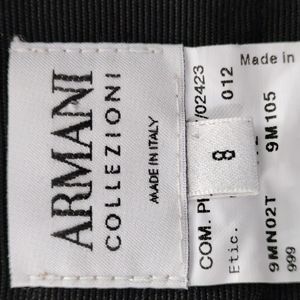 ARMANI
COLLEZIONI
MADE IN ITALY
8
/02423
COM.
012
Etic.
Made in
9M105
9MN02T
999